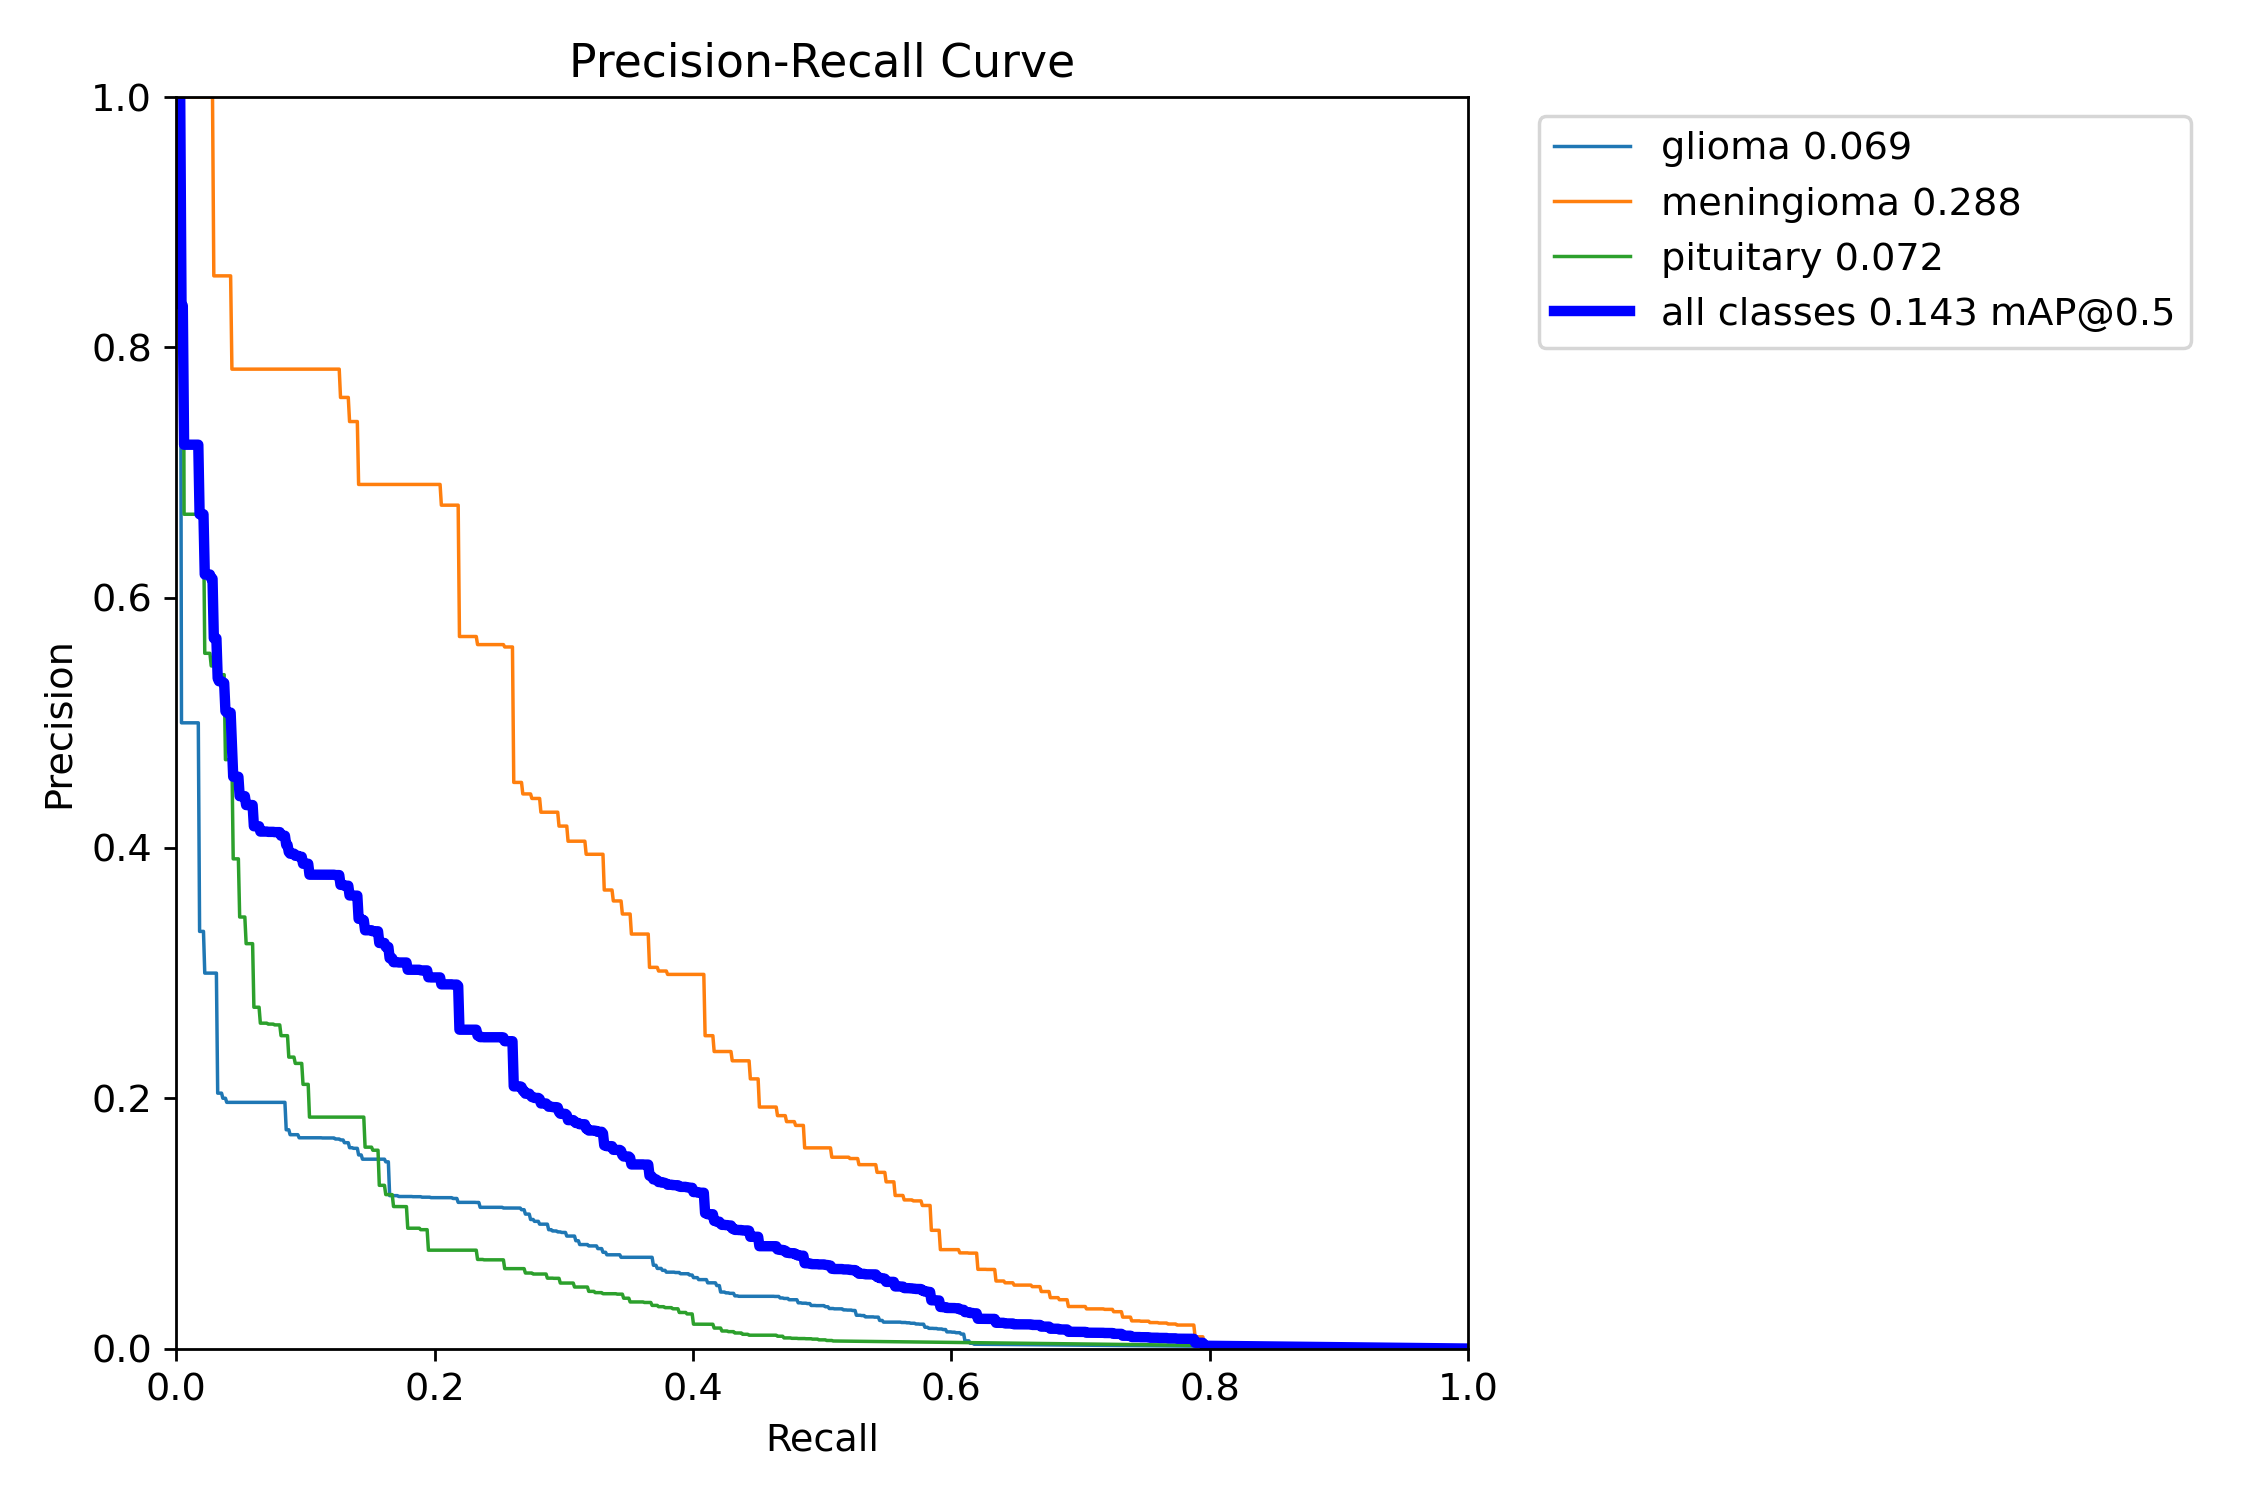 Precision-Recall Curve
1.0
0.8
0.6
0.4
0.2
0.0
Precision
0.0 0.2 0.4 0.6 0.8 1.0
Recall
glioma 0.069
meningioma 0.288
pituitary 0.072
all classes 0.143 mAP@0.5